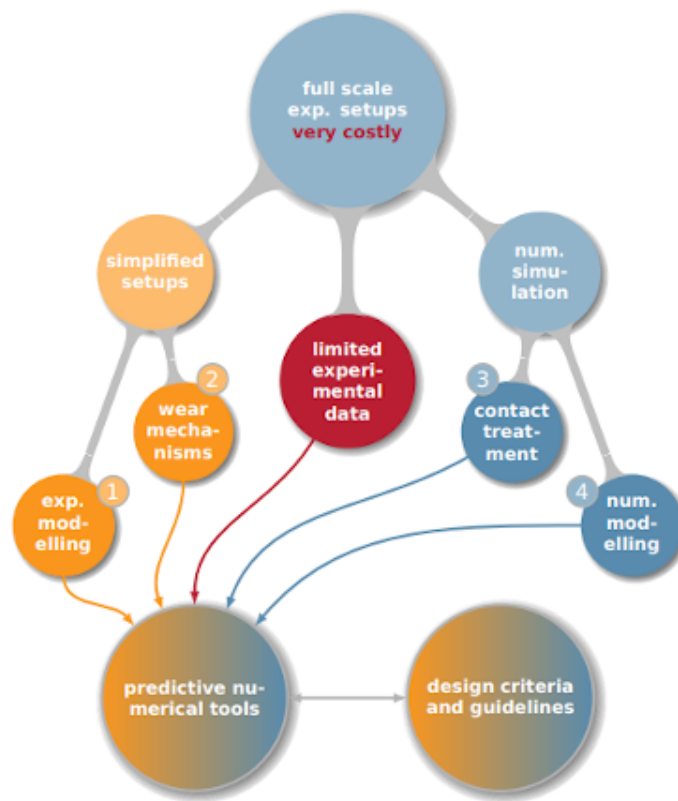 full scale
exp. setups
very costly
simplified
setups
num.
simu-
lation
limited
experi-
mental
data
2
wear
mecha-
nisms
3
contact
treat-
ment
1
exp.
mod-
elling
4
num.
mod-
elling
predictive nu-
merical tools
design criteria
and guidelines